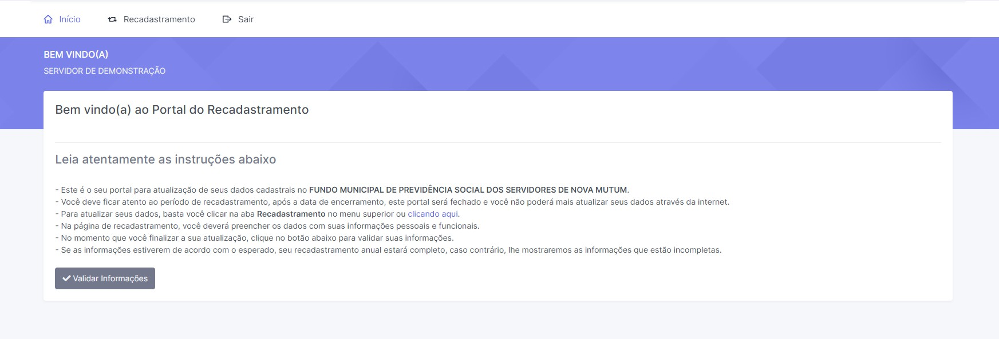 Início
Recadastramento
Sair
BEM VINDO(A)
SERVIDOR DE DEMONSTRAÇÃO
Bem vindo(a) ao Portal do Recadastramento
Leia atentamente as instruções abaixo
- Este é o seu portal para atualização de seus dados cadastrais no FUNDO MUNICIPAL DE PREVIDÊNCIA SOCIAL DOS SERVIDORES DE NOVA MUTUM.
- Você deve ficar atento ao período de recadastramento, após a data de encerramento, este portal será fechado e você não poderá mais atualizar seus dados através da internet.
- Para atualizar seus dados, basta você clicar na aba Recadastramento no menu superior ou clicando aqui.
- Na página de recadastramento, você deverá preencher os dados com suas informações pessoais e funcionais.
- No momento que você finalizar a sua atualização, clique no botão abaixo para validar suas informações.
- Se as informações estiverem de acordo com o esperado, seu recadastramento anual estará completo, caso contrário, lhe mostraremos as informações que estão incompletas.
Validar Informações